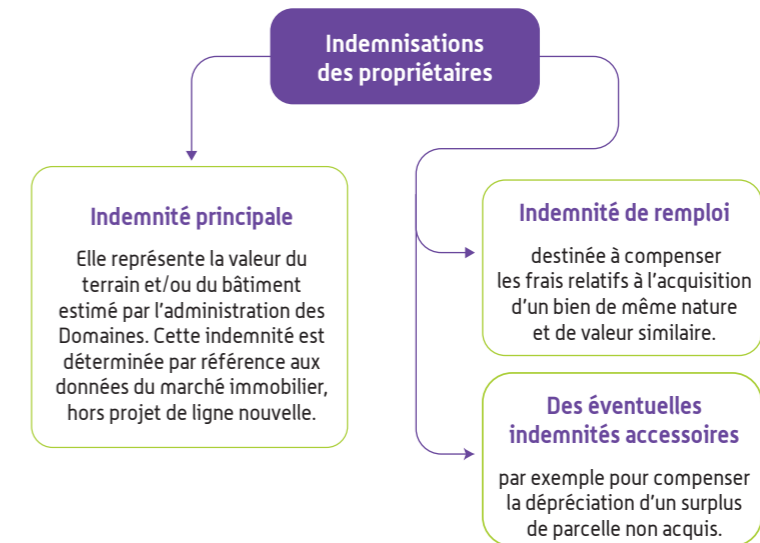 Indemnisations
des propriétaires
Indemnité principale
Elle représente la valeur du
terrain et/ou du bâtiment
estimé par l'administration des
Domaines. Cette indemnité est
déterminée par référence aux
données du marché immobilier,
hors projet de ligne nouvelle.
Indemnité de remploi
destinée à compenser
les frais relatifs à l'acquisition
d'un bien de même nature
et de valeur similaire.
Des éventuelles
indemnités accessoires
par exemple pour compenser
la dépréciation d'un surplus
de parcelle non acquis.